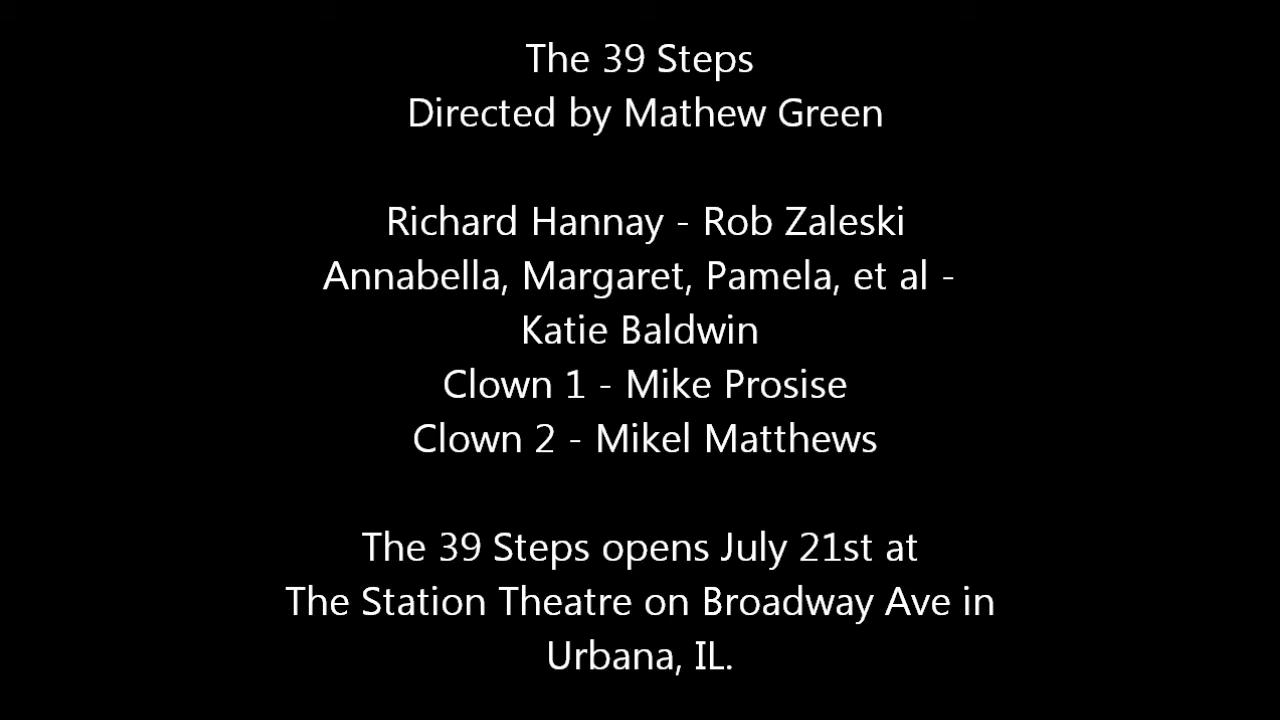 The 39 Steps
Directed by Mathew Green
Richard Hannay - Rob Zaleski
Annabella, Margaret, Pamela, et al -
Katie Baldwin
Clown 1 - Mike Prosise
Clown 2 - Mikel Matthews
The 39 Steps opens July 21st at
The Station Theatre on Broadway Ave in
Urbana, IL.